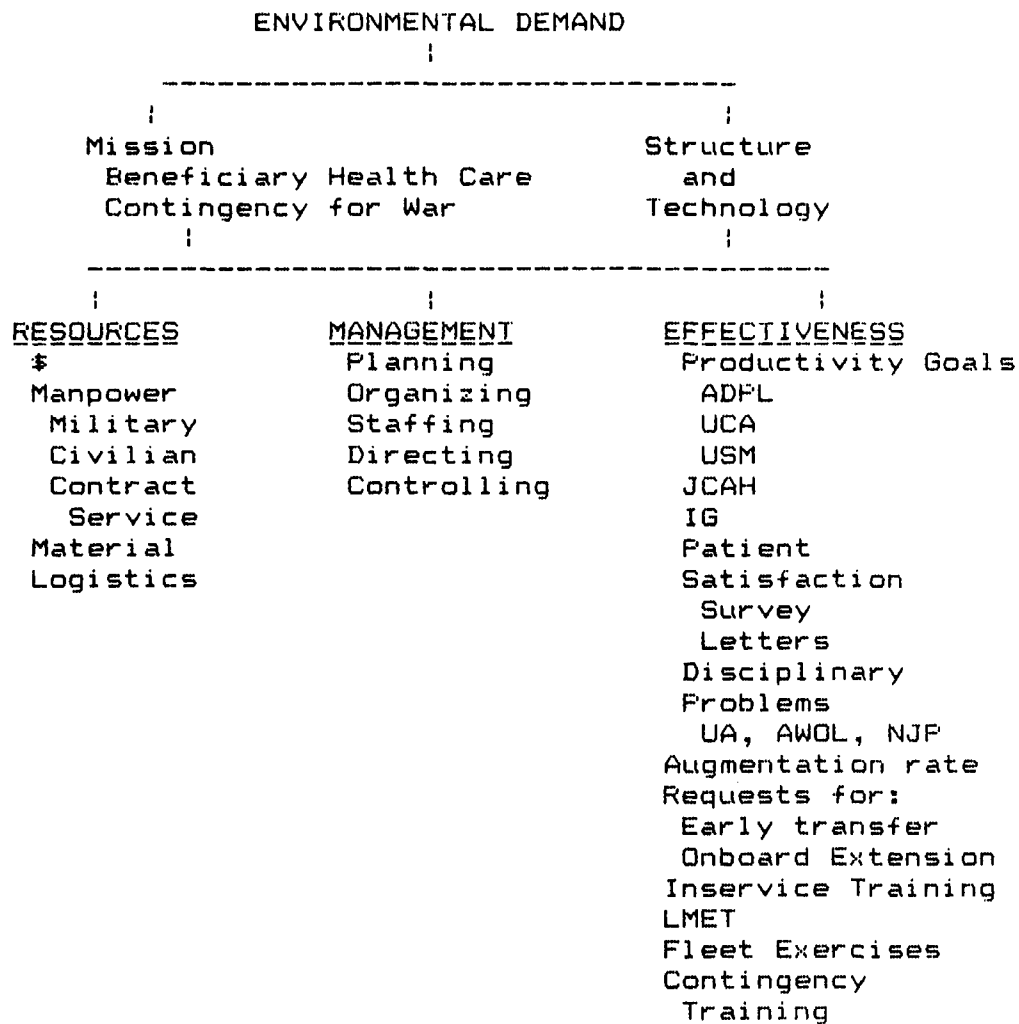 ENVIRONMENTAL DEMAND
Mission
Beneficiary Health Care
Contingency for War
Structure
and
Technology
RESOURCES
$
Manpower
Military
Civilian
Contract
Service
Material
Logistics
MANAGEMENT
Planning
Organizing
Staffing
Directing
Controlling
EFFECTIVENESS
Productivity Goals
ADPL
UCA
USM
JCAH
IG
Patient
Satisfaction
Survey
Letters
Disciplinary
Problems
UA, AWOL, NJP
Augmentation rate
Requests for:
Early transfer
Onboard Extension
Inservice Training
LMET
Fleet Exercises
Contingency
Training